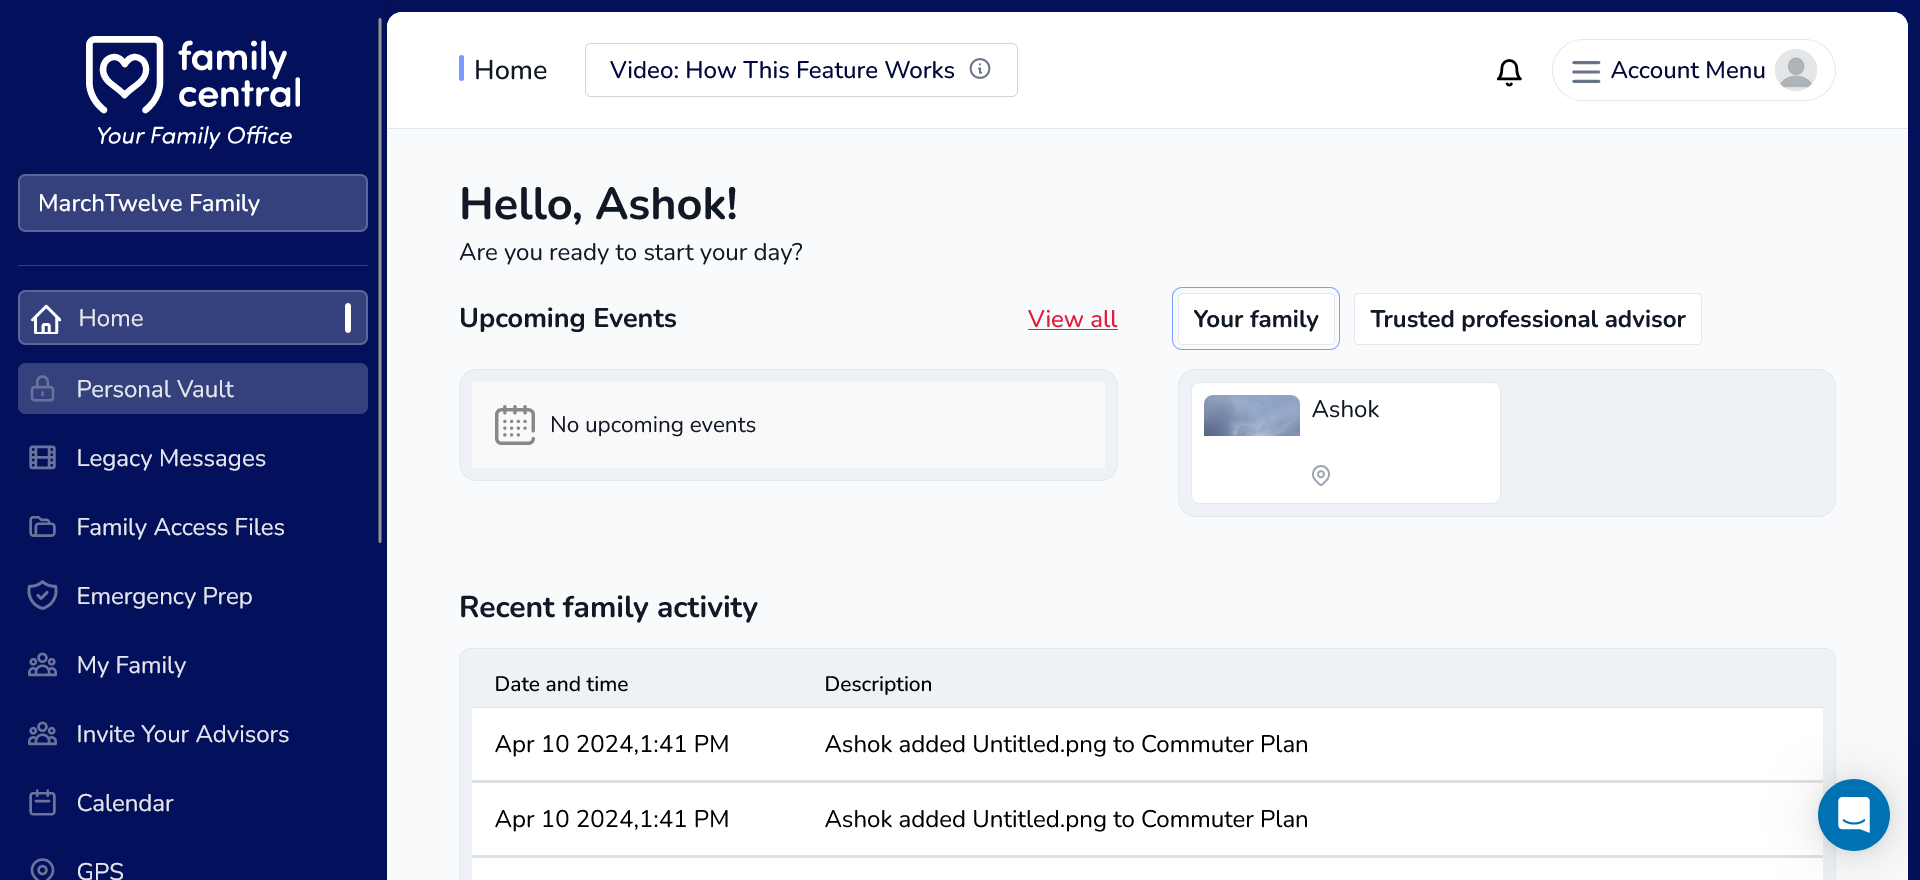 family
central
Your Family Office
MarchTwelve Family
Home
Personal Vault
Legacy Messages
Family Access Files
Emergency Prep
My Family
Invite Your Advisors
Calendar
GPS
Home
Video: How This Feature Works
Account Menu
Hello, Ashok!
Are you ready to start your day?
Upcoming Events
View all
No upcoming events
Your family
Trusted professional advisor
Ashok
Recent family activity
Date and time
Description
Apr 10 2024,1:41 PM
Ashok added Untitled.png to Commuter Plan
Apr 10 2024,1:41 PM
Ashok added Untitled.png to Commuter Plan